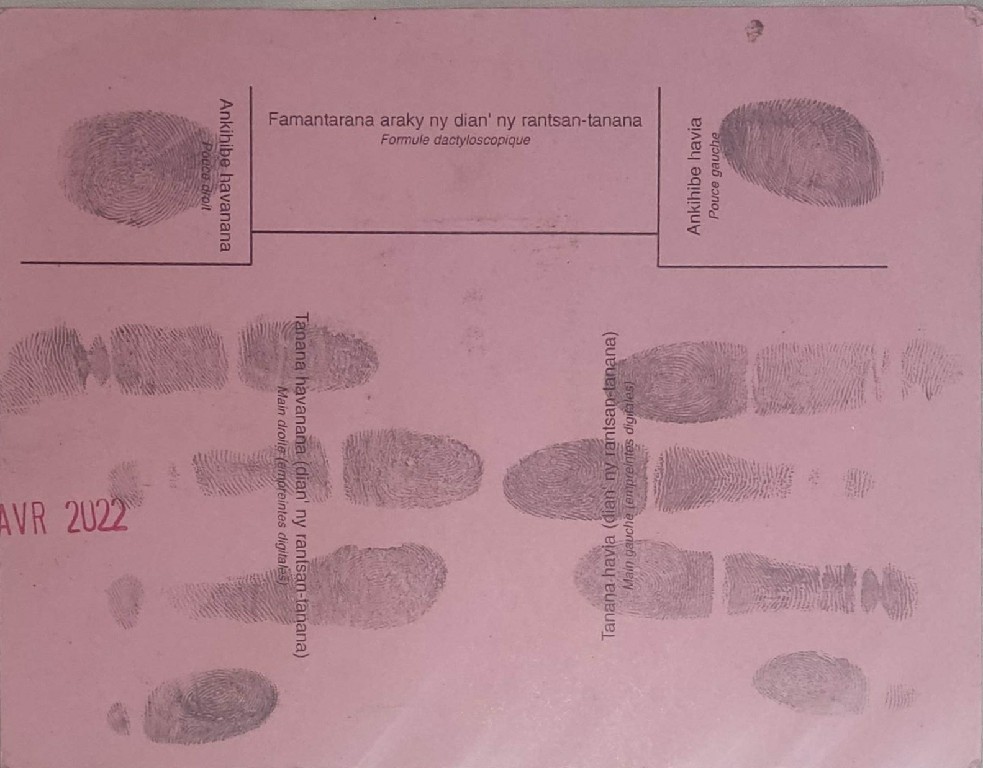 Famantarana araky ny dian' ny rantsan-tanana
Formule dactyloscopique
Ankihibe havanana
Pouce droit
Ankihibe havia
Pouce gauche
Tanana havanana (dian' ny rantsan-tanana)
Main droite (empreintes digitales)
Tanana havia (dian' ny rantsan-tanana)
Main gauche (empreintes digitales)
AVR 2022